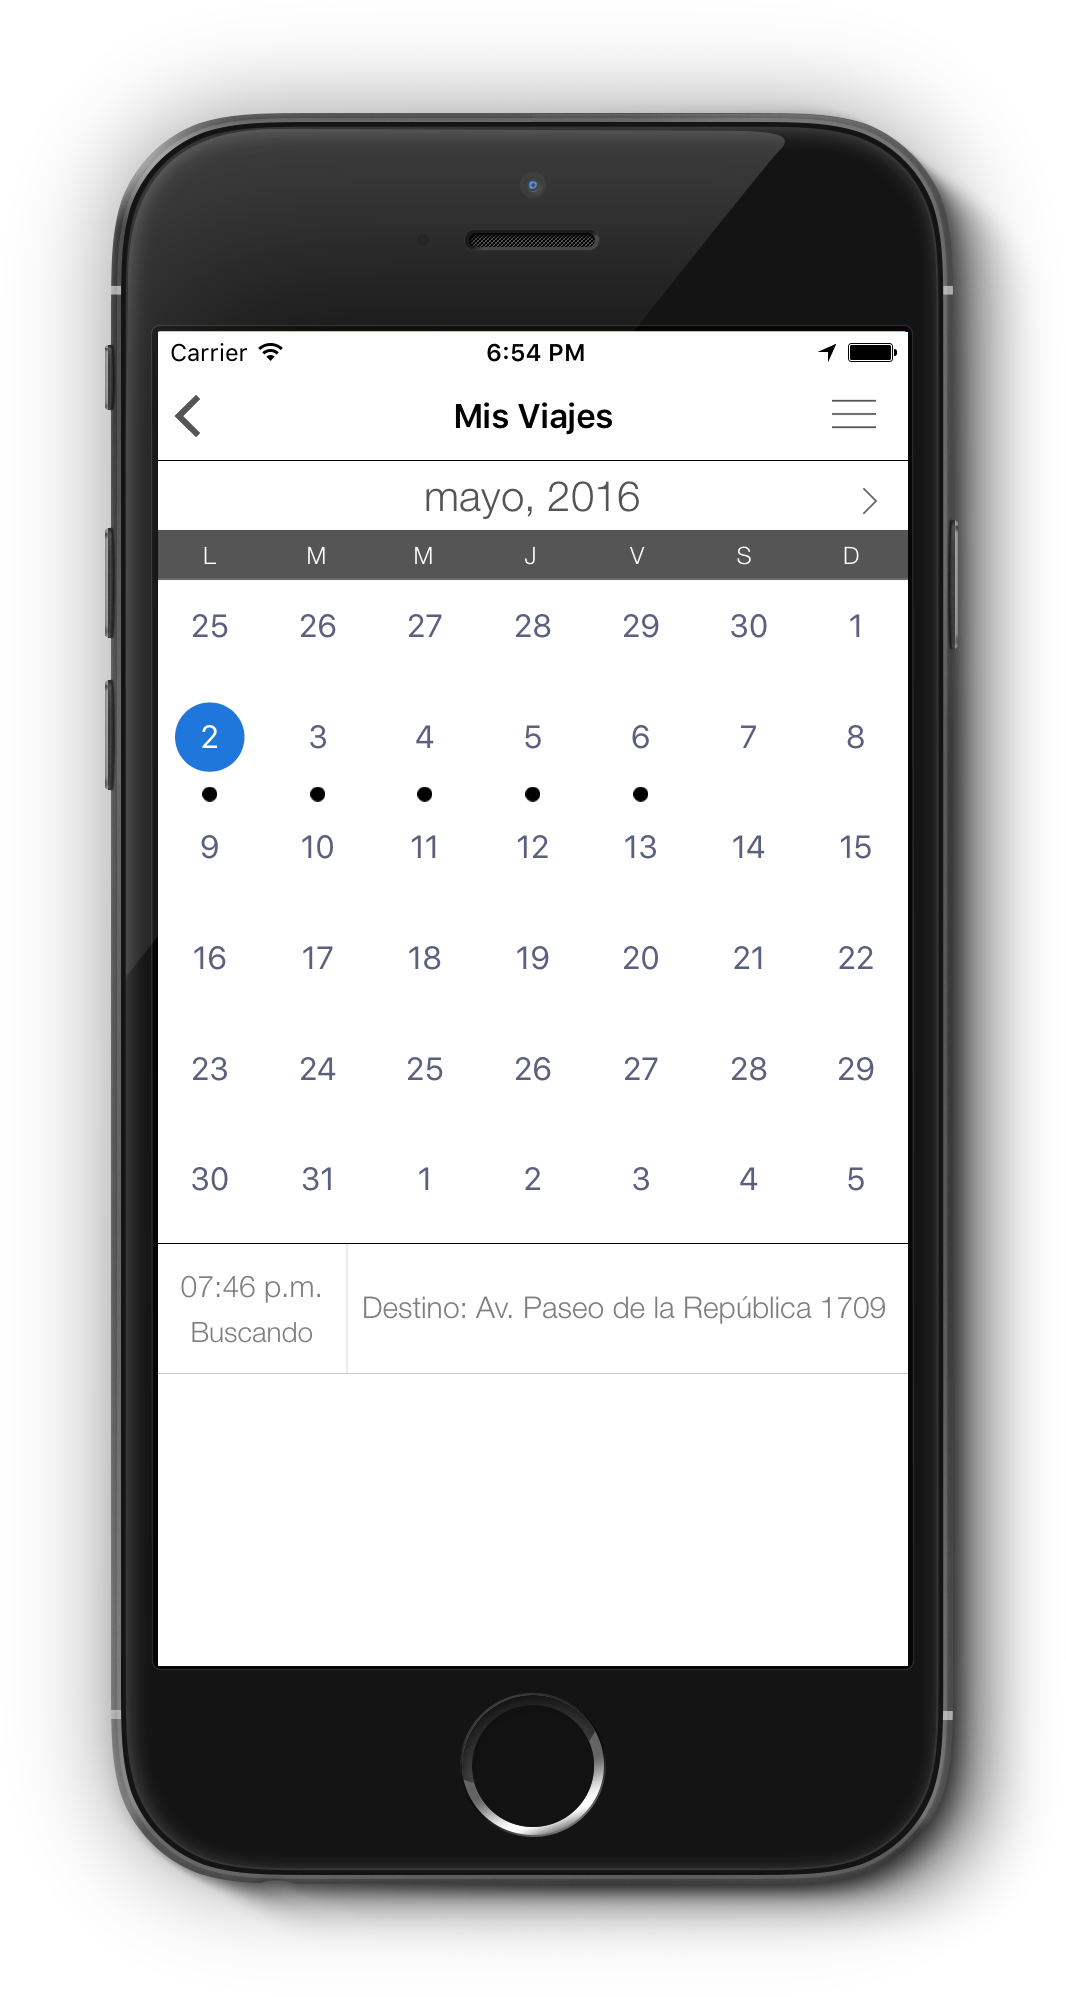 Carrier 6:54 PM
Mis Viajes
mayo, 2016
L M M J V S D
25 26 27 28 29 30 1
2 3 4 5 6 7 8
9 10 11 12 13 14 15
16 17 18 19 20 21 22
23 24 25 26 27 28 29
30 31 1 2 3 4 5
07:46 p.m.
Buscando
Destino: Av. Paseo de la República 1709